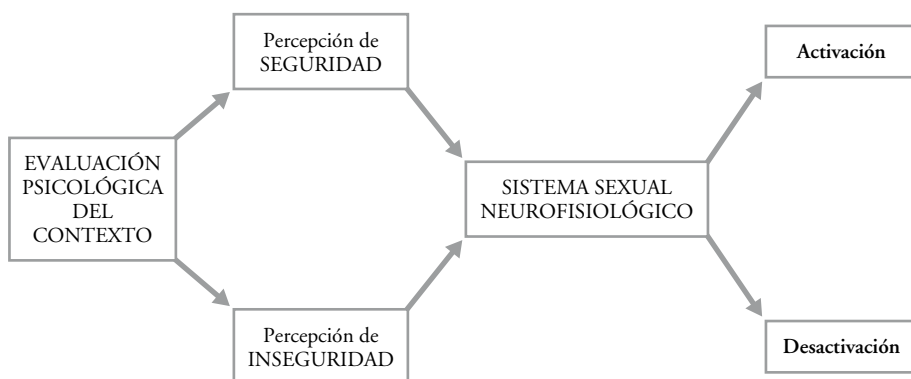 Percepción de
SEGURIDAD
Activación
EVALUACIÓN
PSICOLÓGICA
DEL
CONTEXTO
SISTEMA SEXUAL
NEUROFISIOLÓGICO
Percepción de
INSEGURIDAD
Desactivación